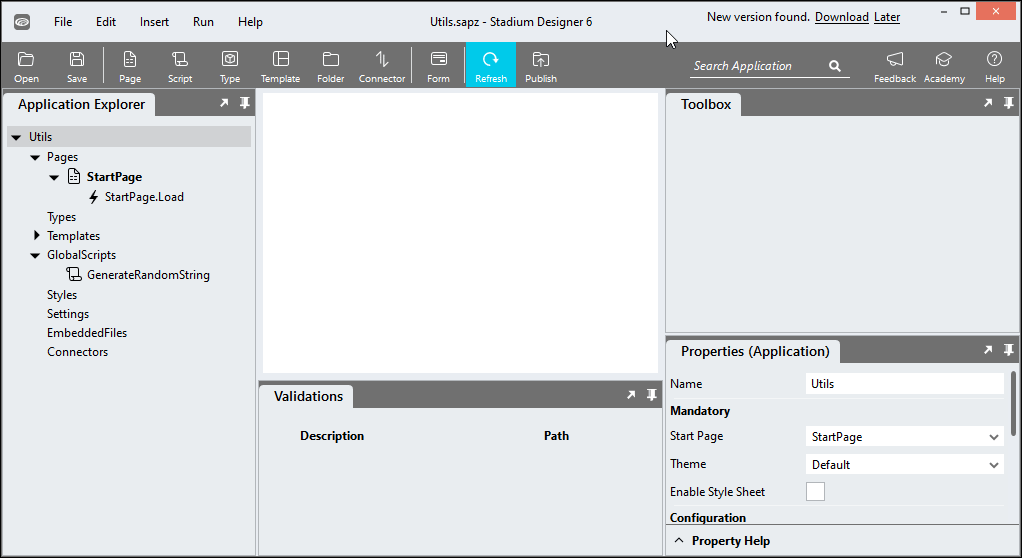 File Edit Insert Run Help Utils.sapz - Stadium Designer 6 New version found. Download Later
Open Save Page Script Type Template Folder Connector Form Refresh Publish Search Application Feedback Academy Help
Application Explorer
Utils
Pages
StartPage
StartPage.Load
Types
Templates
GlobalScripts
GenerateRandomString
Styles
Settings
EmbeddedFiles
Connectors
Validations
Description Path
Toolbox
Properties (Application)
Name Utils
Mandatory
Start Page StartPage
Theme Default
Enable Style Sheet
Configuration
Property Help